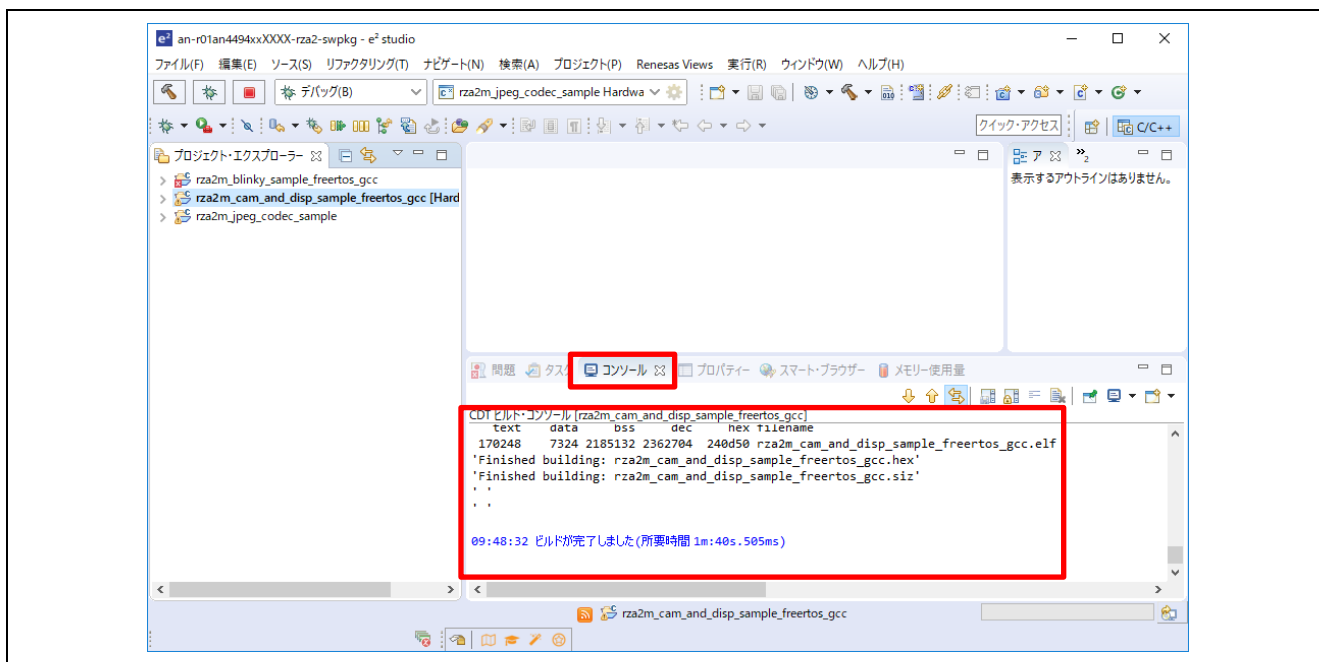 e² an-r01an4494xxXXXX-rza2-swpkg - e² studio
ファイル(F) 編集(E) ソース(S) リファクタリング(T) ナビゲート(N) 検索(A) プロジェクト(P) Renesas Views 実行(R) ウィンドウ(W) ヘルプ(H)
デバッグ(B) rza2m_jpeg_codec_sample Hardwa
クイック・アクセス C/C++
プロジェクト・エクスプローラー ア »2
rza2m_blinky_sample_freertos_gcc
rza2m_cam_and_disp_sample_freertos_gcc [Hard
rza2m_jpeg_codec_sample
表示するアウトラインはありません。
問題 タスク コンソール プロパティー スマート・ブラウザー メモリー使用量
CDT ビルド・コンソール [rza2m_cam_and_disp_sample_freertos_gcc]
text data bss dec hex filename
170248 7324 2185132 2362704 240d50 rza2m_cam_and_disp_sample_freertos_gcc.elf
'Finished building: rza2m_cam_and_disp_sample_freertos_gcc.hex'
'Finished building: rza2m_cam_and_disp_sample_freertos_gcc.siz'
' '
' '
09:48:32 ビルドが完了しました(所要時間 1m:40s.505ms)
rza2m_cam_and_disp_sample_freertos_gcc